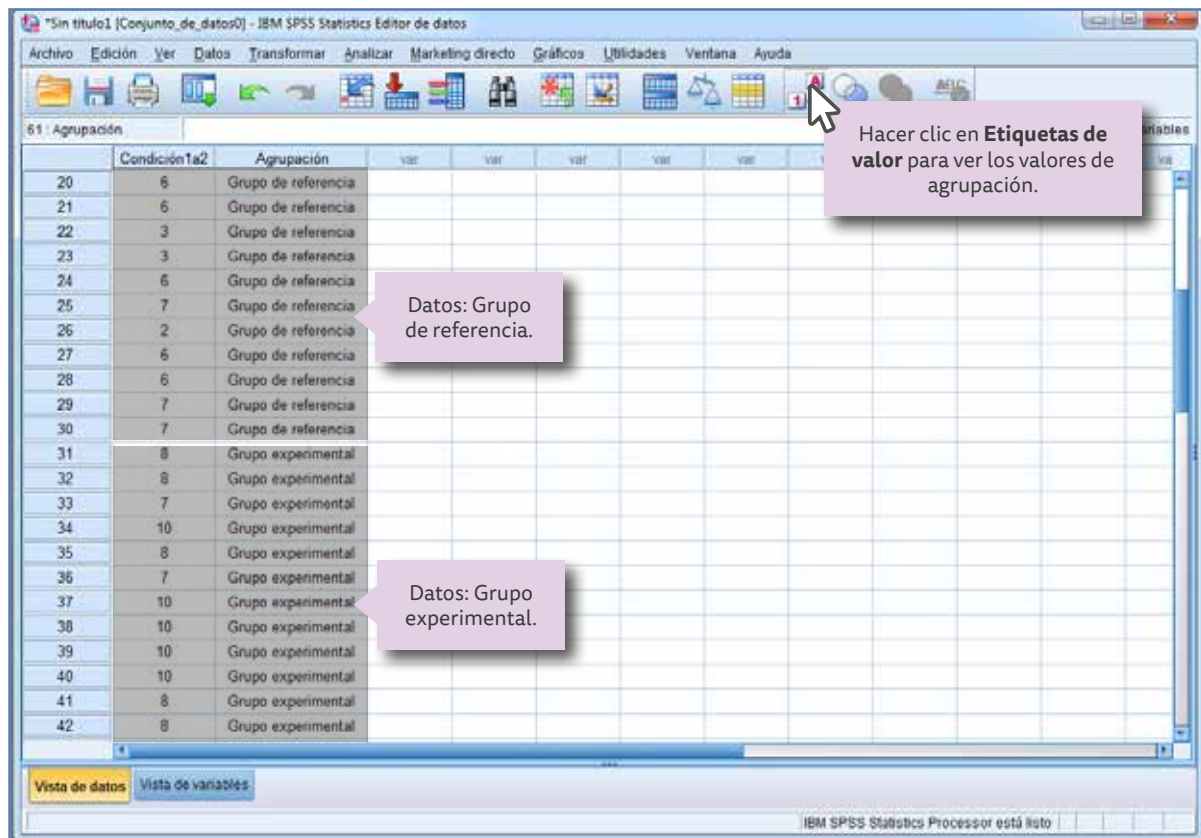 *Sin título1 [Conjunto_de_datos0] - IBM SPSS Statistics Editor de datos
Archivo Edición Ver Datos Transformar Analizar Marketing directo Gráficos Utilidades Ventana Ayuda
61 : Agrupación
Hacer clic en Etiquetas de
valor para ver los valores de
agrupación.
Condición1a2 Agrupación var var var var var
20 6 Grupo de referencia
21 6 Grupo de referencia
22 3 Grupo de referencia
23 3 Grupo de referencia
24 6 Grupo de referencia
25 7 Grupo de referencia
26 2 Grupo de referencia
27 6 Grupo de referencia
28 6 Grupo de referencia
29 7 Grupo de referencia
30 7 Grupo de referencia
Datos: Grupo
de referencia.
31 8 Grupo experimental
32 8 Grupo experimental
33 7 Grupo experimental
34 10 Grupo experimental
35 8 Grupo experimental
36 7 Grupo experimental
37 10 Grupo experimental
38 10 Grupo experimental
39 10 Grupo experimental
40 10 Grupo experimental
41 8 Grupo experimental
42 8 Grupo experimental
Datos: Grupo
experimental.
Vista de datos Vista de variables
IBM SPSS Statistics Processor está listo